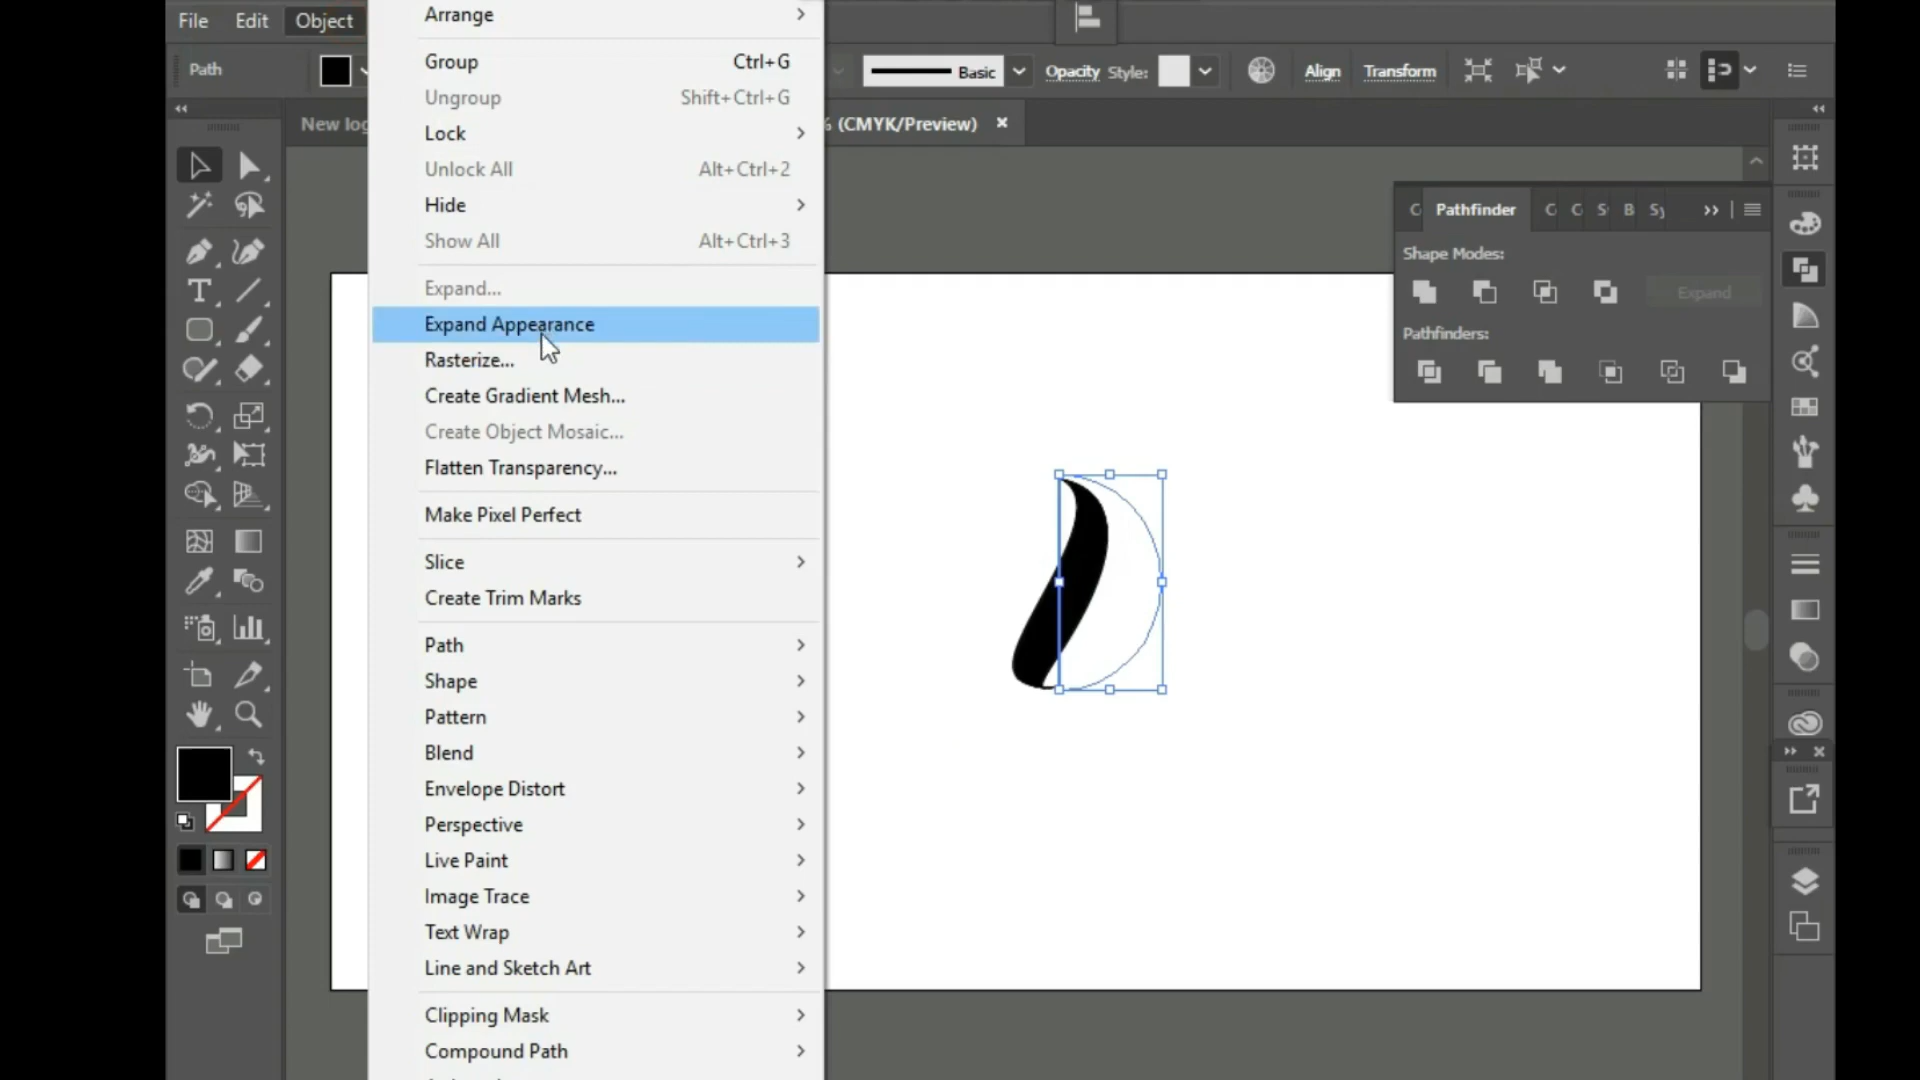 File Edit Object
Arrange
Path
Basic Opacity Style: Align Transform
Group Ctrl+G
Ungroup Shift+Ctrl+G
New log % (CMYK/Preview) ×
Lock
Unlock All Alt+Ctrl+2
Hide
Show All Alt+Ctrl+3
Expand...
Expand Appearance
Rasterize...
Create Gradient Mesh...
Create Object Mosaic...
Flatten Transparency...
Make Pixel Perfect
Slice
Create Trim Marks
Path
Shape
Pattern
Blend
Envelope Distort
Perspective
Live Paint
Image Trace
Text Wrap
Line and Sketch Art
Clipping Mask
Compound Path
C Pathfinder C C S B Sy
Shape Modes:
Expand
Pathfinders: